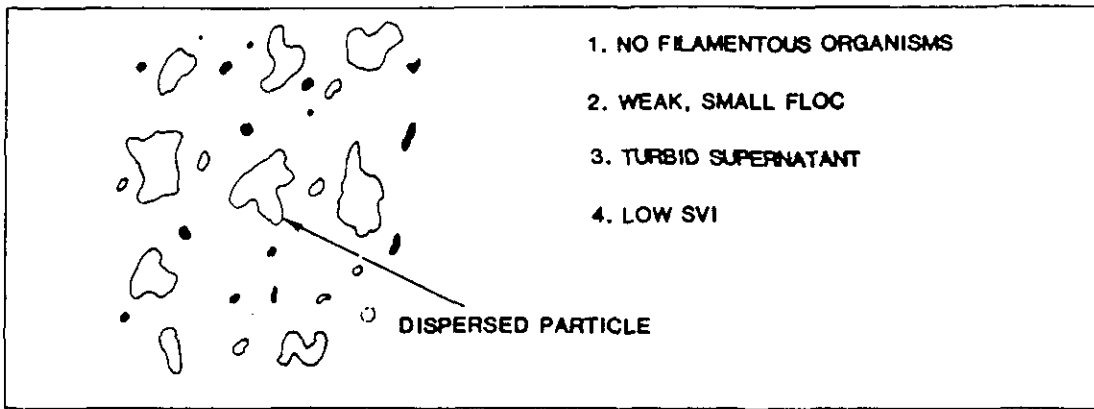 1. NO FILAMENTOUS ORGANISMS
2. WEAK, SMALL FLOC
3. TURBID SUPERNATANT
4. LOW SVI
DISPERSED PARTICLE